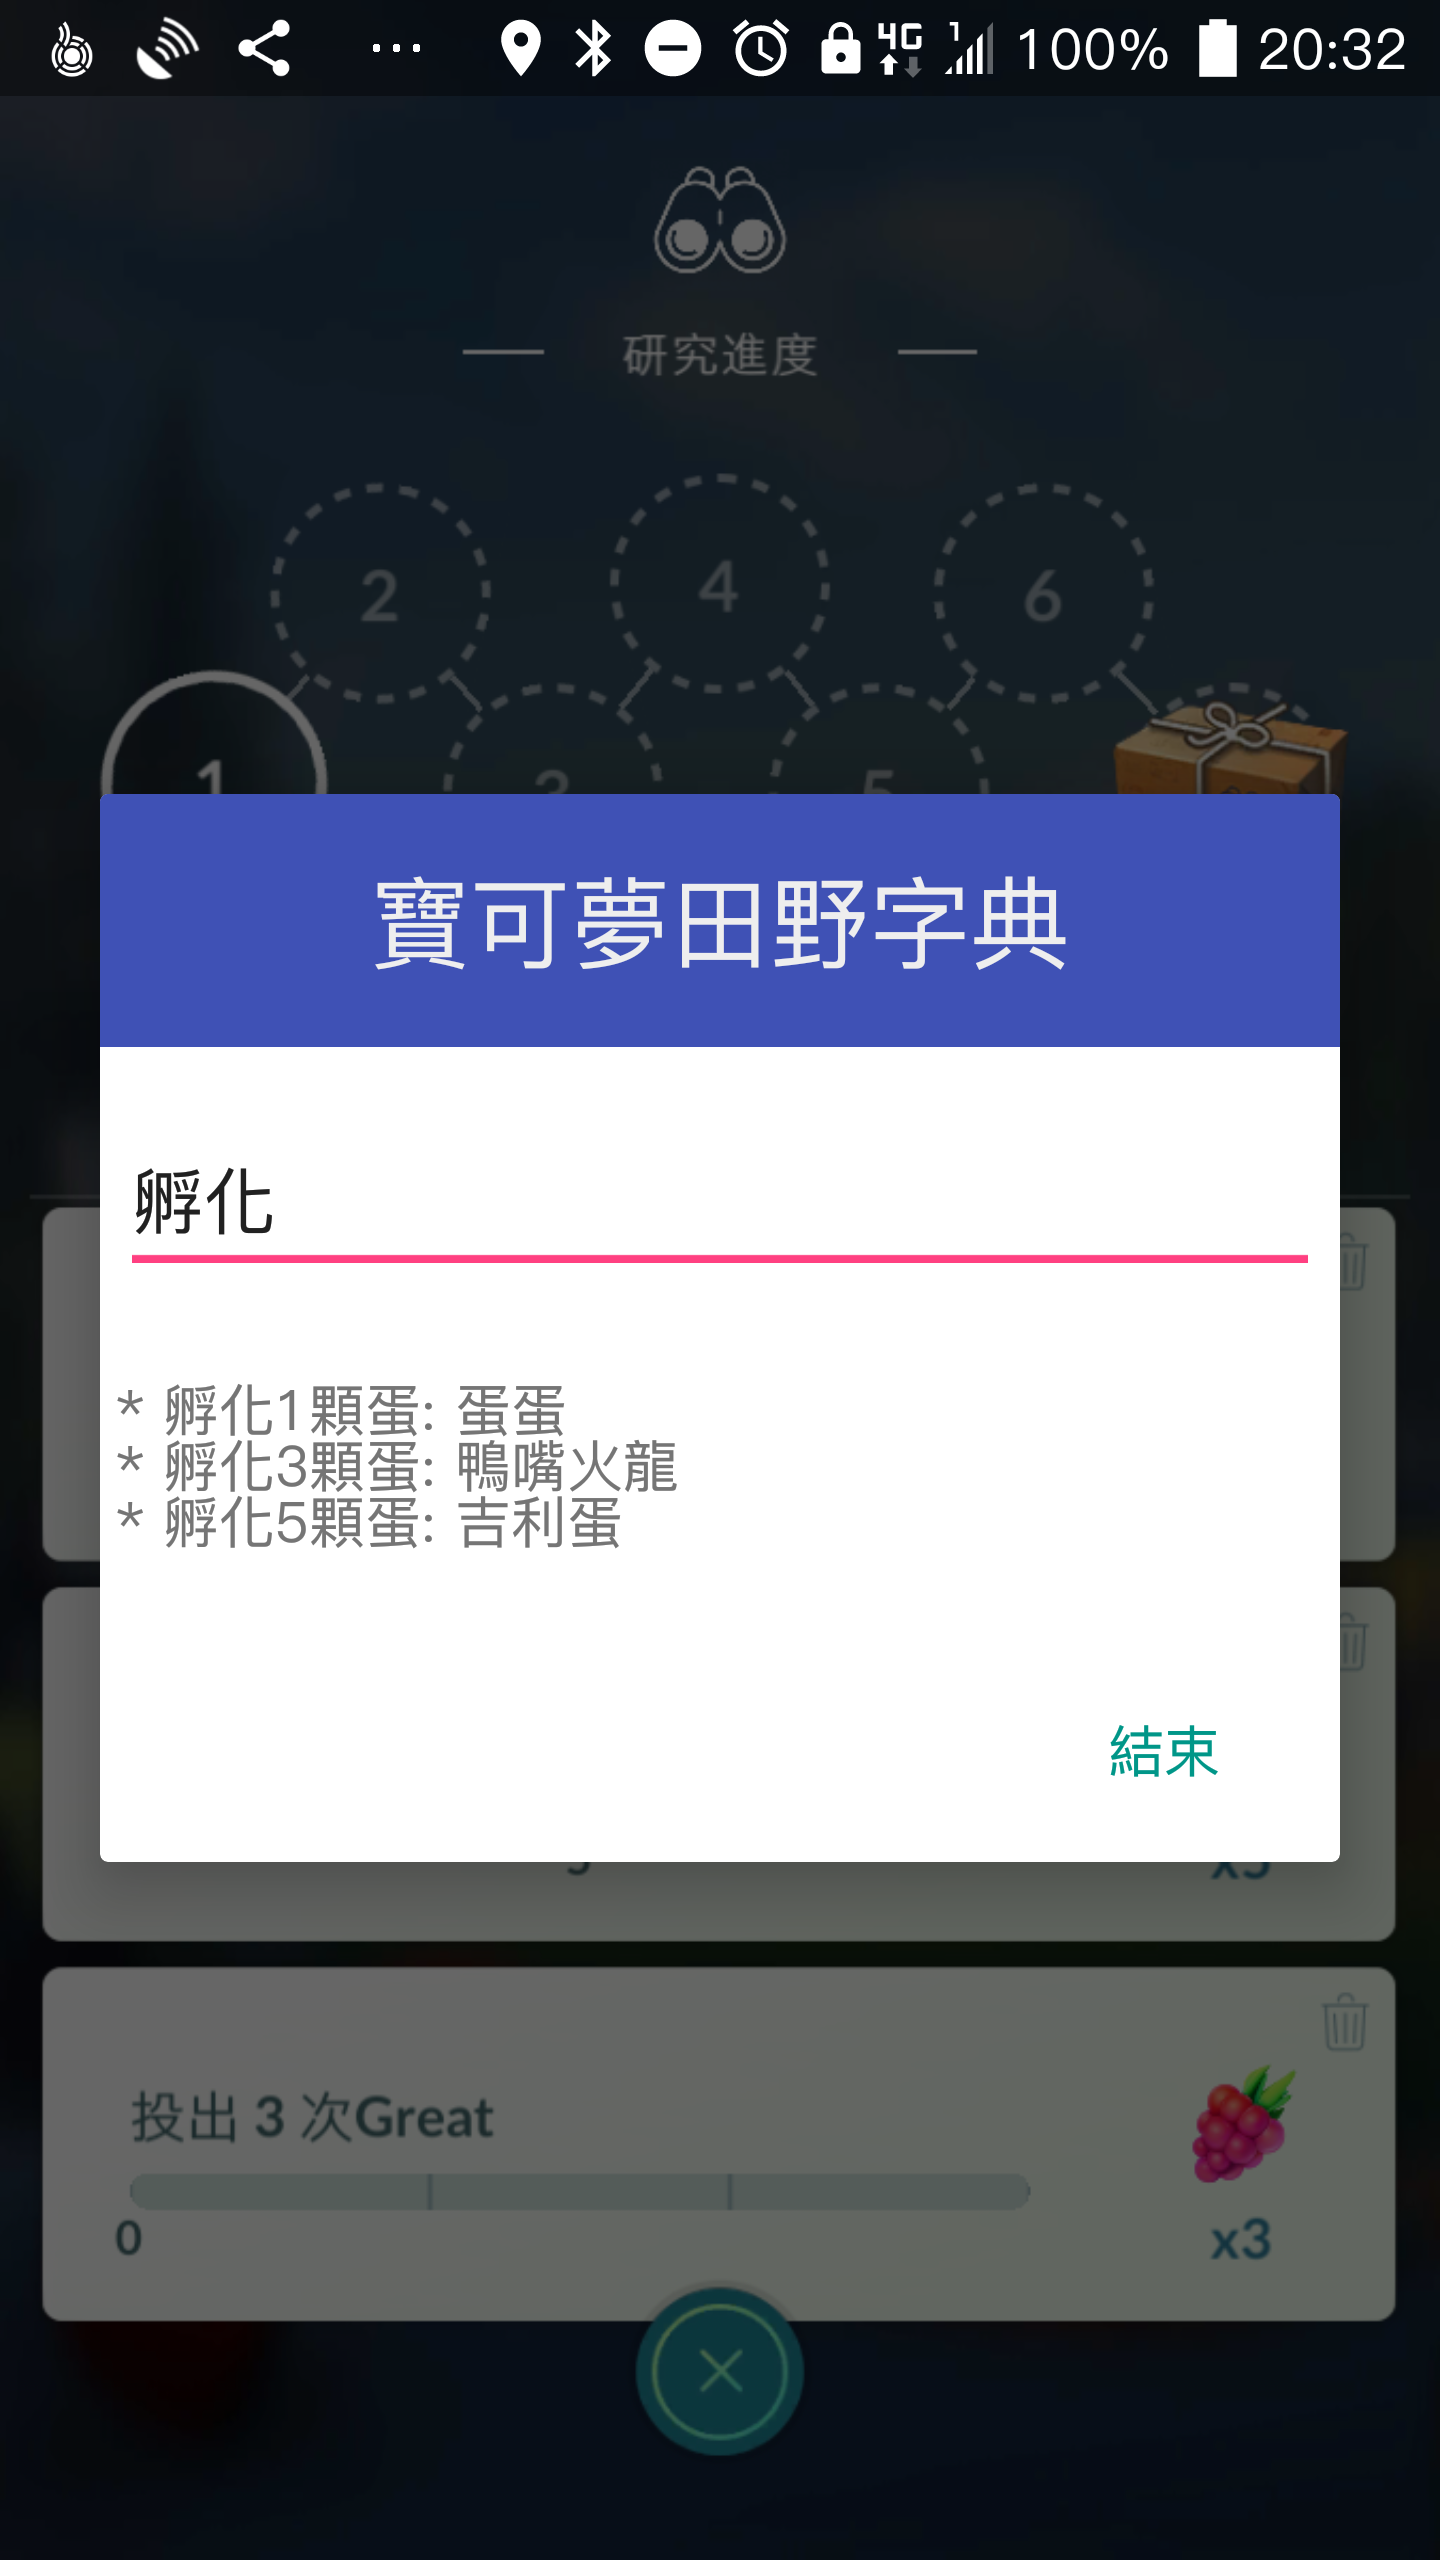 4G 1 100% 20:32
研究進度
2 4 6
1 3 5
寶可夢田野字典
孵化
* 孵化1顆蛋: 蛋蛋
* 孵化3顆蛋: 鴨嘴火龍
* 孵化5顆蛋: 吉利蛋
結束
x5
投出 3 次Great
0
x3